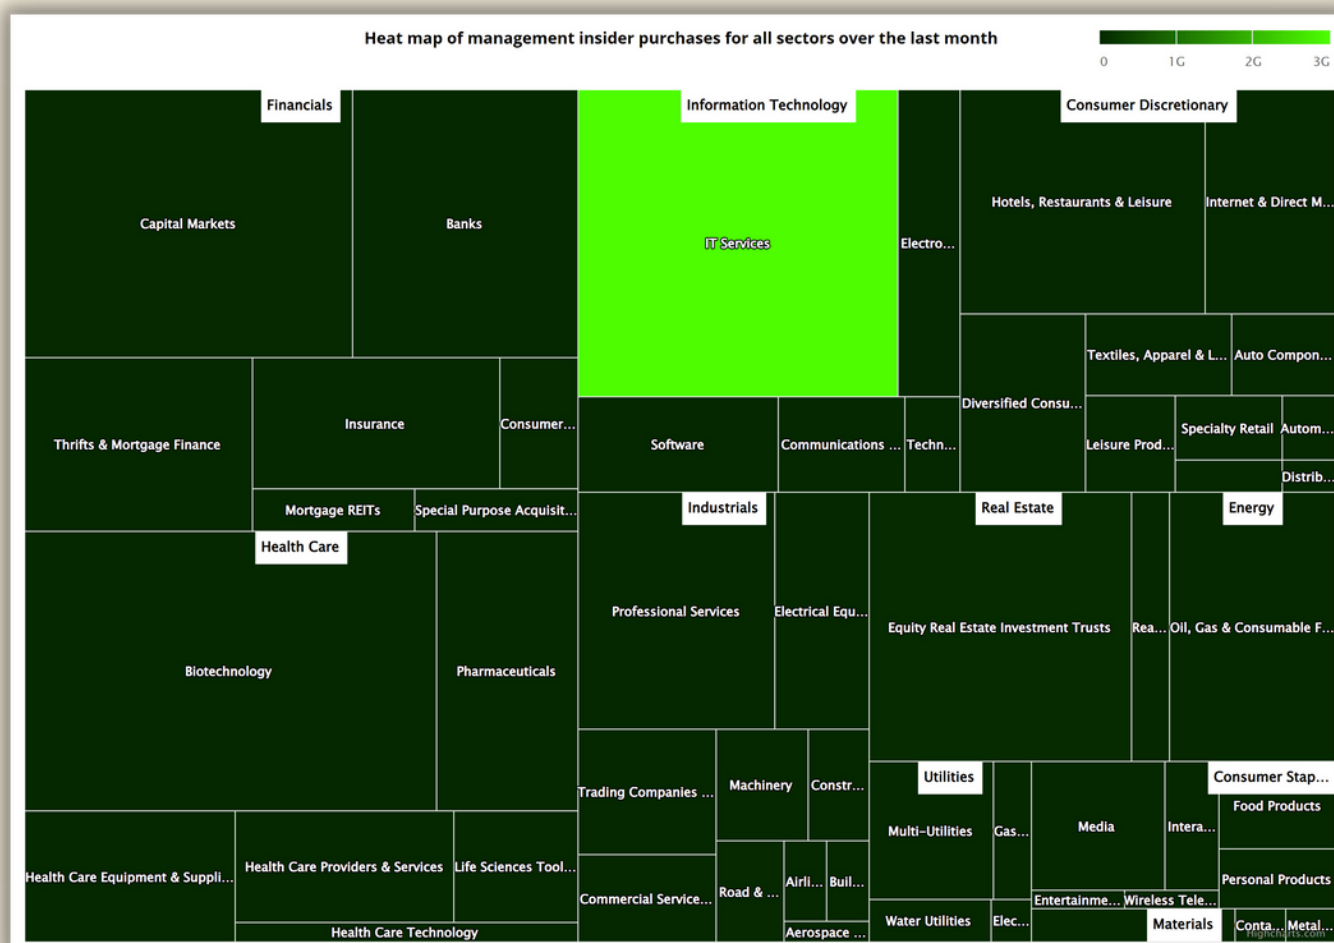 Heat map of management insider purchases for all sectors over the last month
0 1G 2G 3G
Financials
Capital Markets
Banks
Thrifts & Mortgage Finance
Insurance
Consumer...
Mortgage REITs
Special Purpose Acquisit...
Health Care
Biotechnology
Pharmaceuticals
Health Care Equipment & Suppli...
Health Care Providers & Services
Life Sciences Tool...
Health Care Technology
Information Technology
IT Services
Electro...
Software
Communications ...
Techn...
Consumer Discretionary
Hotels, Restaurants & Leisure
Internet & Direct M...
Diversified Consu...
Textiles, Apparel & L...
Auto Compon...
Leisure Prod...
Specialty Retail
Autom...
Distrib...
Industrials
Professional Services
Electrical Equ...
Trading Companies ...
Machinery
Constr...
Commercial Service...
Road & ...
Airli...
Buil...
Aerospace ...
Real Estate
Equity Real Estate Investment Trusts
Rea...
Energy
Oil, Gas & Consumable F...
Utilities
Multi-Utilities
Gas...
Water Utilities
Elec...
Media
Intera...
Entertainme...
Wireless Tele...
Consumer Stap...
Food Products
Personal Products
Materials
Conta...
Metal...
Highcharts.com